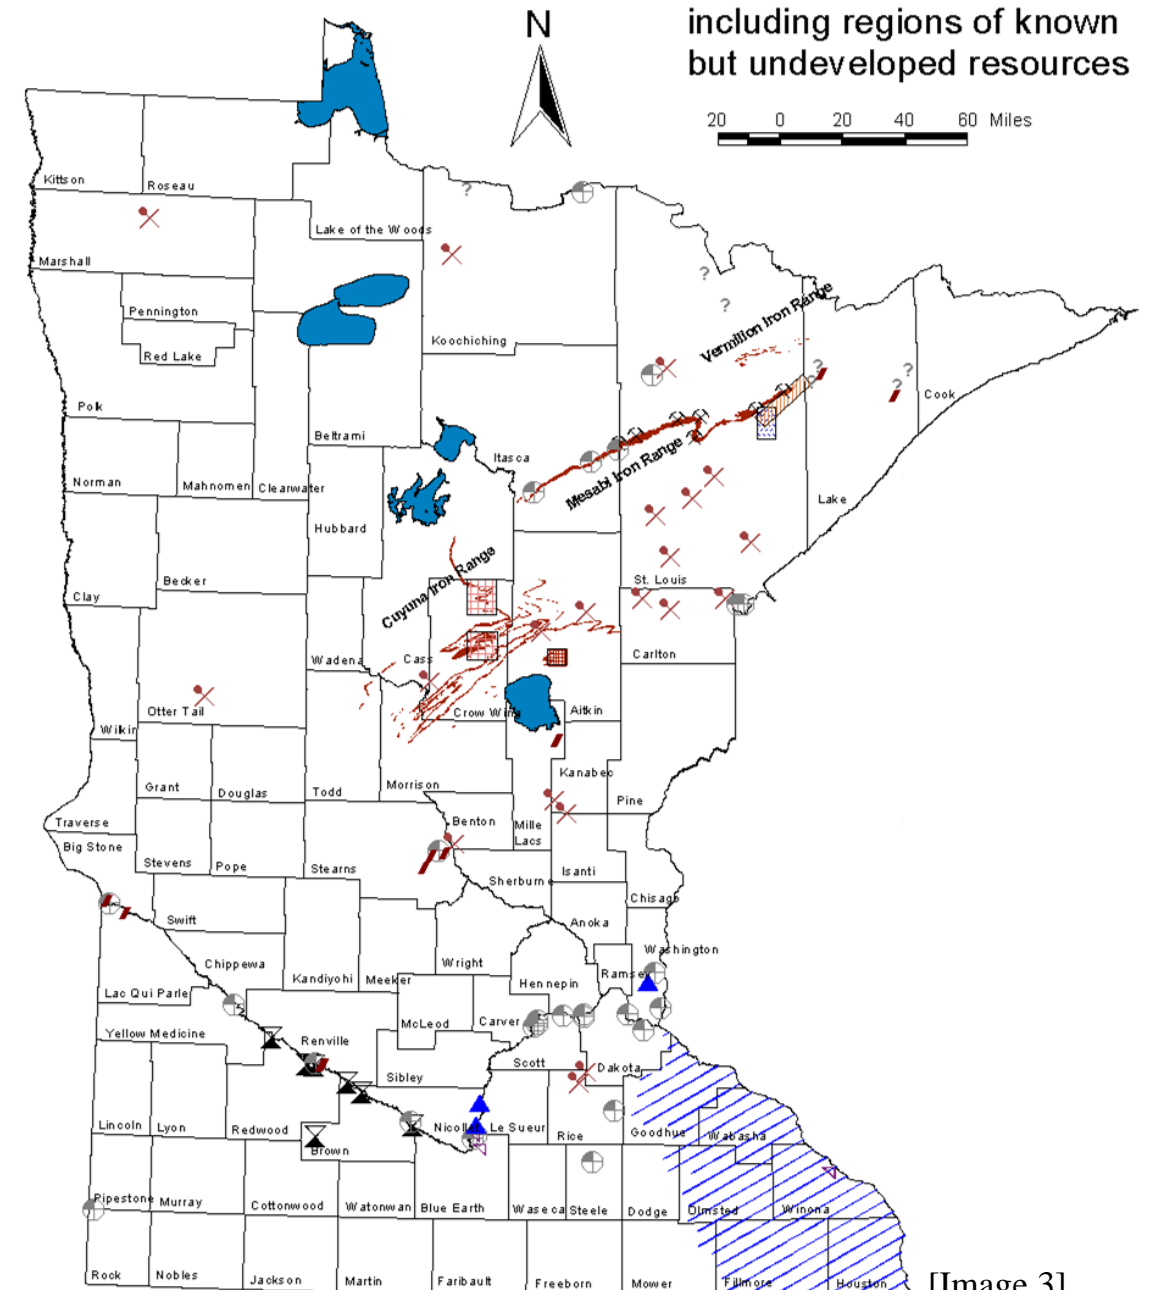 including regions of known
but undeveloped resources
N
20 0 20 40 60 Miles
Kittson
Roseau
?
Lake of the Woods
Marshall
?
Pennington
?
Vermilion Iron Range
Red Lake
Koochiching
?
?
?
?
Cook
Polk
Beltrami
Itasca
Mesabi Iron Range
Norman
Mahnomen
Clearwater
Lake
Hubbard
Cuyuna Iron Range
Becker
St. Louis
Clay
Wadena
Cass
Carlton
Otter Tail
Crow Wing
Aitkin
Wilkin
Grant
Douglas
Todd
Morrison
Kanabec
Pine
Traverse
Benton
Mille
Lacs
Big Stone
Stevens
Pope
Stearns
Isanti
Sherburne
Chisago
Swift
Anoka
Washington
Chippewa
Wright
Ramsey
Kandiyohi
Meeker
Hennepin
Lac Qui Parle
McLeod
Carver
Yellow Medicine
Renville
Scott
Dakota
Sibley
Lincoln
Lyon
Redwood
Nicollet
Le Sueur
Rice
Goodhue
Wabasha
Brown
Pipestone
Murray
Cottonwood
Watonwan
Blue Earth
Waseca
Steele
Dodge
Olmsted
Winona
Rock
Nobles
Jackson
Martin
Faribault
Freeborn
Mower
Fillmore
Houston
[Image 3]